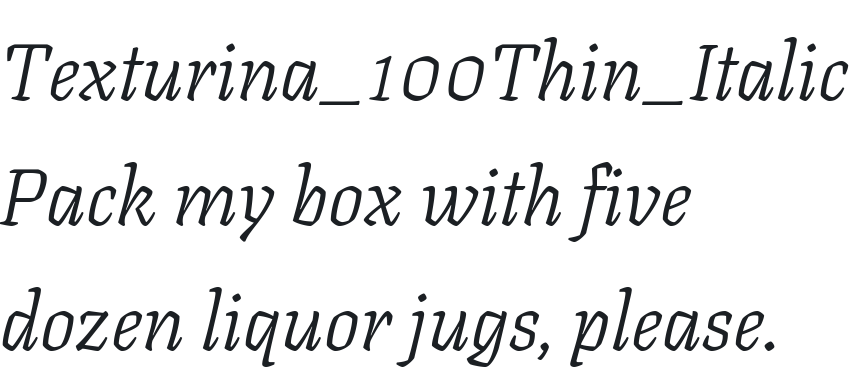 Texturina_100Thin_Italic
Pack my box with five
dozen liquor jugs, please.